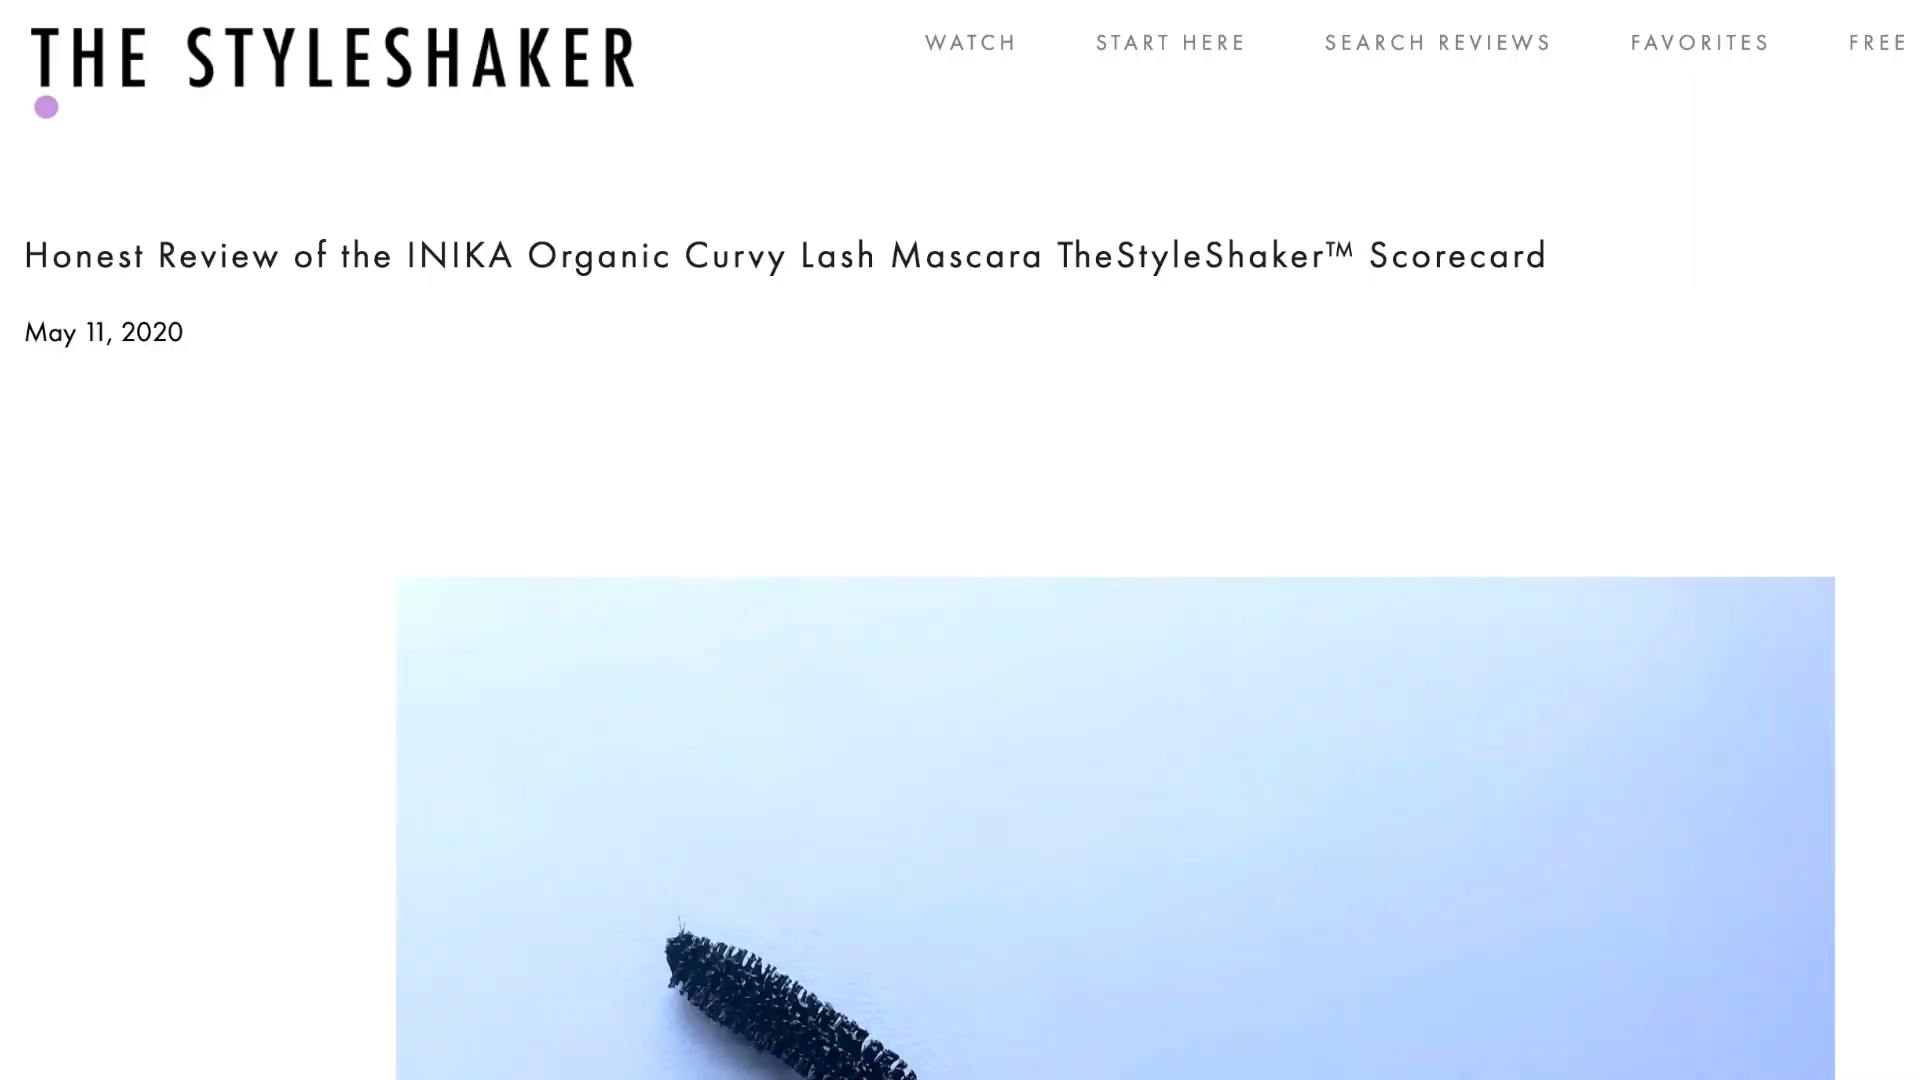 THE STYLESHAKER
WATCH
START HERE
SEARCH REVIEWS
FAVORITES
FREE
Honest Review of the INIKA Organic Curvy Lash Mascara TheStyleShaker™ Scorecard
May 11, 2020